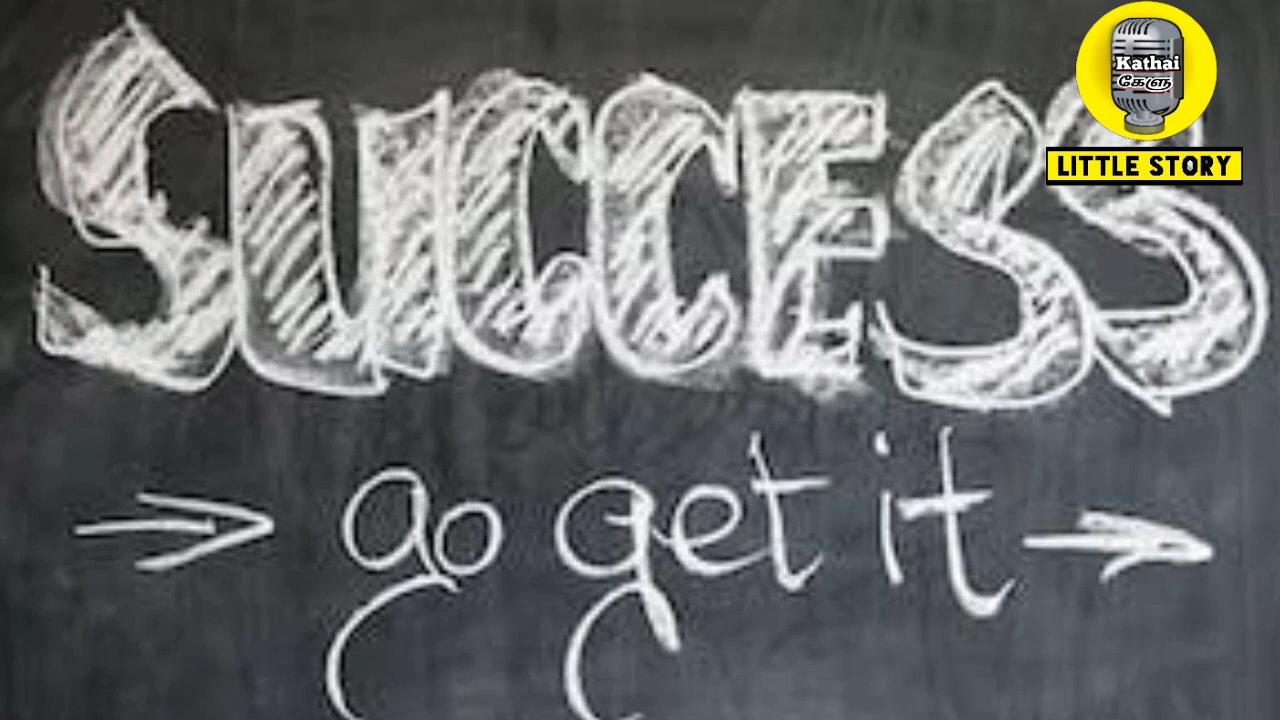 SUCCESS
Kathai
கேளு
LITTLE STORY
go get it